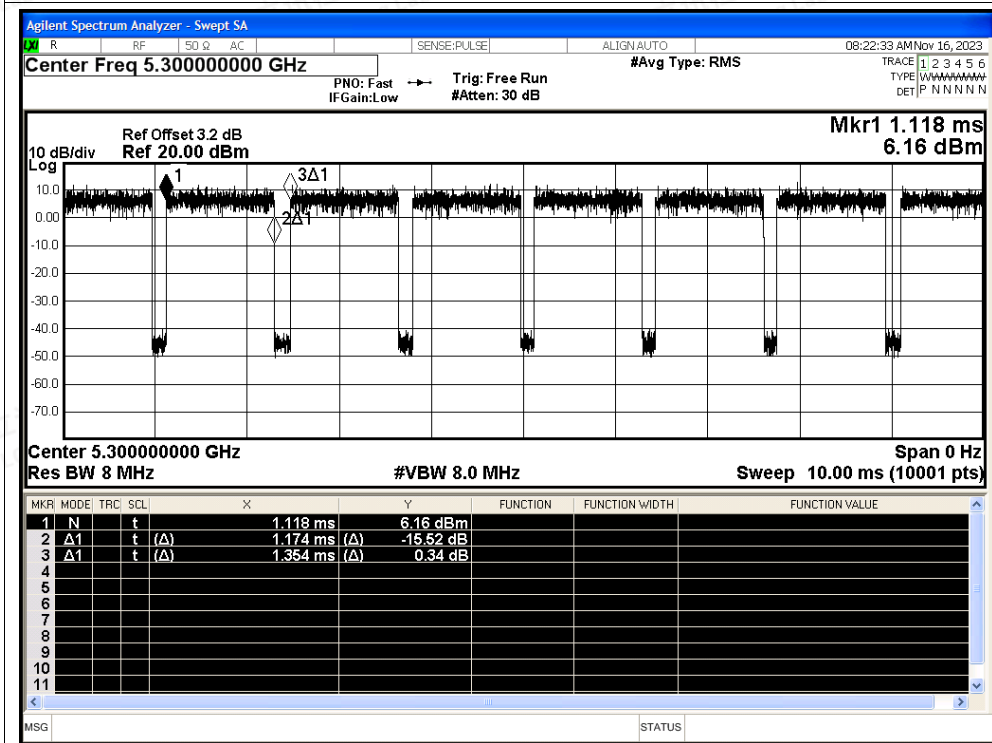 Agilent Spectrum Analyzer - Swept SA
LXI R RF 50 Ω AC SENSE:PULSE ALIGN AUTO 08:22:33 AM Nov 16, 2023
Center Freq 5.300000000 GHz
PNO: Fast
IFGain:Low
Trig: Free Run
#Atten: 30 dB
#Avg Type: RMS
TRACE 1 2 3 4 5 6
TYPE W
DET P N N N N N
Ref Offset 3.2 dB
10 dB/div Ref 20.00 dBm
Log
Mkr1 1.118 ms
6.16 dBm
1
3Δ1
2Δ1
10.0
0.00
-10.0
-20.0
-30.0
-40.0
-50.0
-60.0
-70.0
Center 5.300000000 GHz Span 0 Hz
Res BW 8 MHz #VBW 8.0 MHz Sweep 10.00 ms (10001 pts)
MKR MODE TRC SCL X Y FUNCTION FUNCTION WIDTH FUNCTION VALUE
1 N t 1.118 ms 6.16 dBm
2 Δ1 t (Δ) 1.174 ms (Δ) -15.52 dB
3 Δ1 t (Δ) 1.354 ms (Δ) 0.34 dB
4
5
6
7
8
9
10
11
MSG STATUS